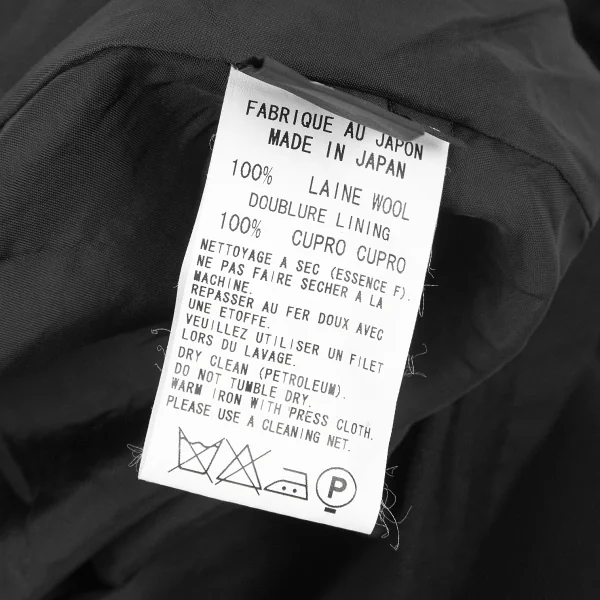 FABRIQUE AU JAPON
MADE IN JAPAN
100% LAINE WOOL
DOUBLURE LINING
100% CUPRO CUPRO
NETTOYAGE A SEC (ESSENCE F).
NE PAS FAIRE SECHER A LA
MACHINE.
REPASSER AU FER DOUX AVEC
UNE ETOFFE.
VEUILLEZ UTILISER UN FILET
LORS DU LAVAGE.
DRY CLEAN (PETROLEUM).
DO NOT TUMBLE DRY.
WARM IRON WITH PRESS CLOTH.
PLEASE USE A CLEANING NET.
P